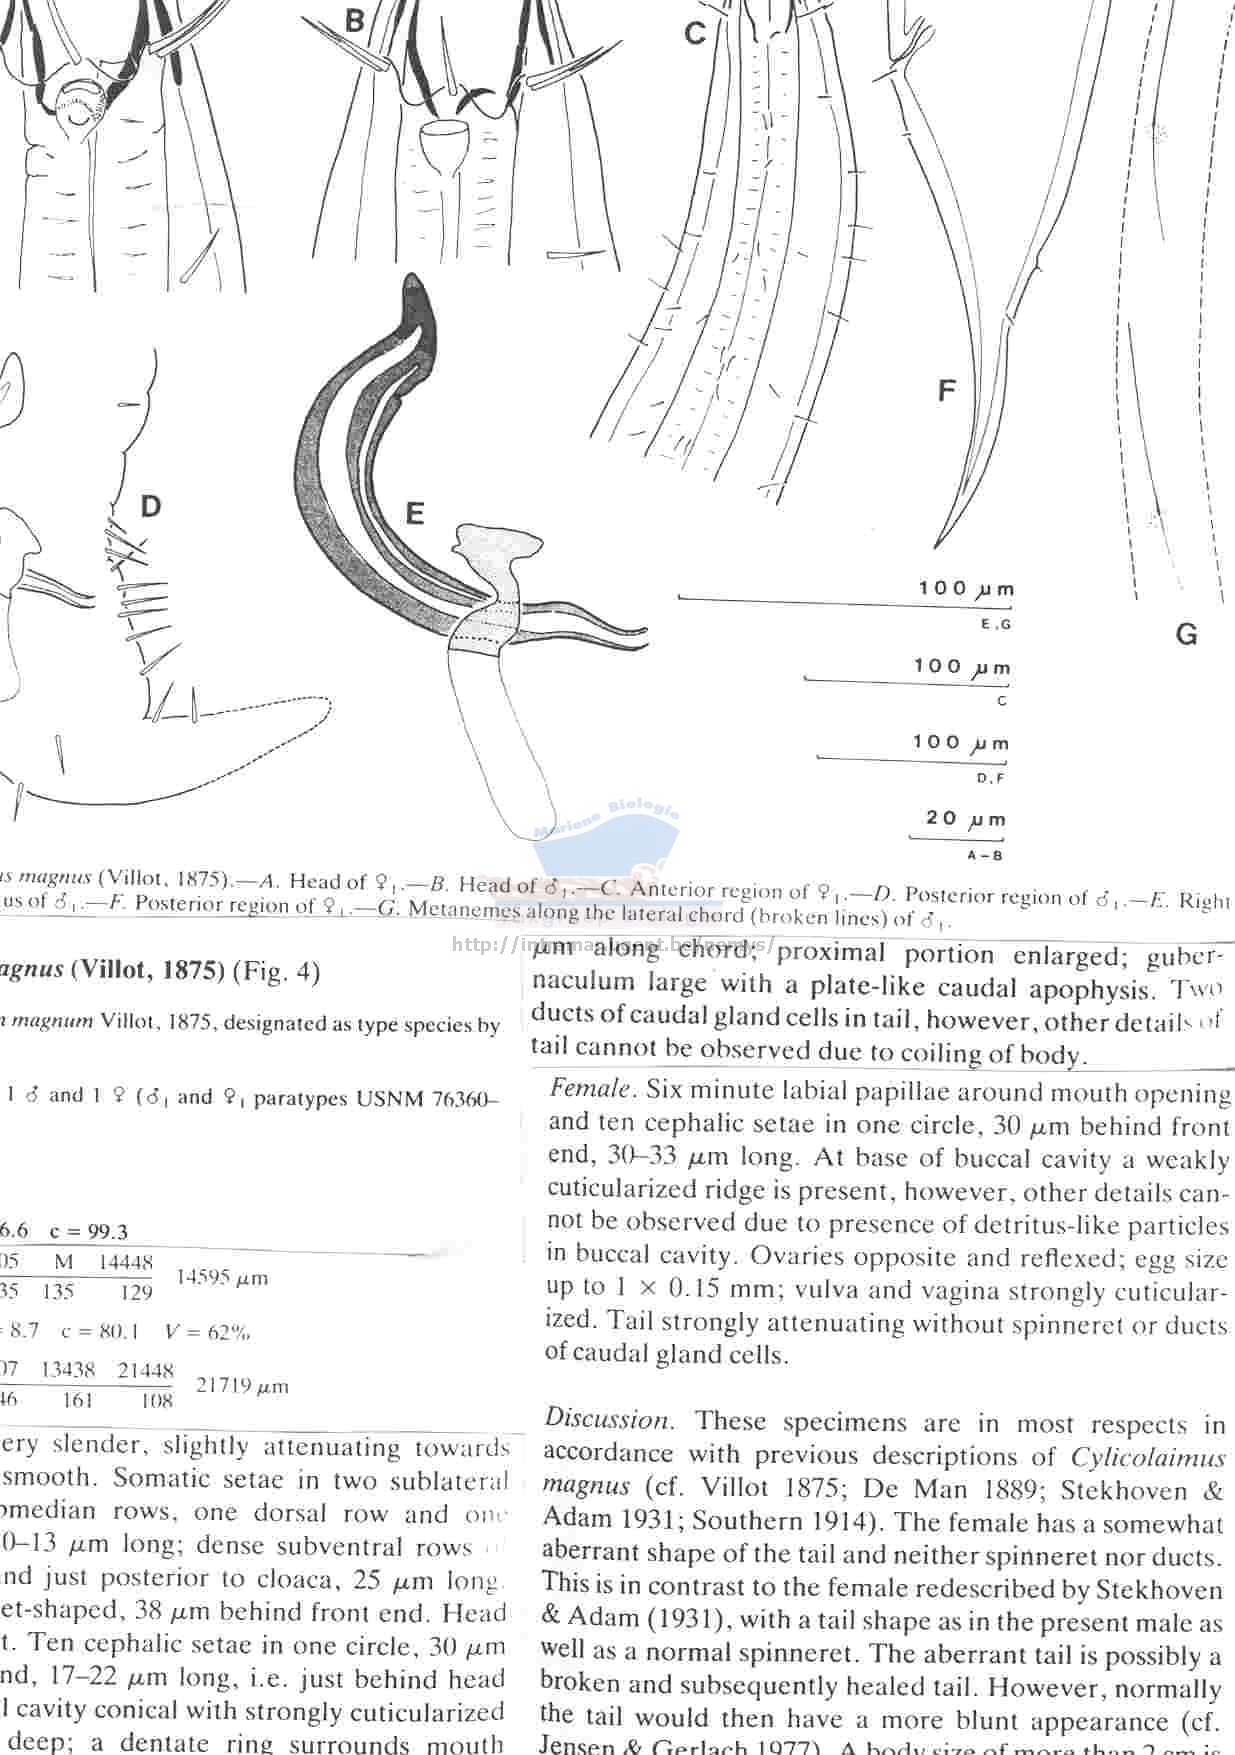 B
C
D
E
F
G
100 µm
E,G
100 µm
C
100 µm
D,F
20 µm
A–B
Mariene Biologie
magnus (Villot, 1875).—A. Head of ♀1.—B. Head of ♂1.—C. Anterior region of ♀1.—D. Posterior region of ♂1.—E. Right
us of ♂1.—F. Posterior region of ♀1.—G. Metanemes along the lateral chord (broken lines) of ♂1.
agnus (Villot, 1875) (Fig. 4)
magnum Villot, 1875, designated as type species by
1 ♂ and 1 ♀ (♂1 and ♀1 paratypes USNM 76360–
6.6 c = 99.3
05 M 14448
35 135 129
14595 µm
= 8.7 c = 80.1 V = 62%
07 13438 21448
46 161 108
21719 µm
ery slender, slightly attenuating towards
smooth. Somatic setae in two sublateral
omedian rows, one dorsal row and one
0–13 µm long; dense subventral rows
nd just posterior to cloaca, 25 µm long.
et-shaped, 38 µm behind front end. Head
t. Ten cephalic setae in one circle, 30 µm
nd, 17–22 µm long, i.e. just behind head
l cavity conical with strongly cuticularized
deep; a dentate ring surrounds mouth
µm along chord; proximal portion enlarged; guber-
naculum large with a plate-like caudal apophysis. Two
ducts of caudal gland cells in tail, however, other details of
tail cannot be observed due to coiling of body.
Female. Six minute labial papillae around mouth opening
and ten cephalic setae in one circle, 30 µm behind front
end, 30–33 µm long. At base of buccal cavity a weakly
cuticularized ridge is present, however, other details can-
not be observed due to presence of detritus-like particles
in buccal cavity. Ovaries opposite and reflexed; egg size
up to 1 × 0.15 mm; vulva and vagina strongly cuticular-
ized. Tail strongly attenuating without spinneret or ducts
of caudal gland cells.
Discussion. These specimens are in most respects in
accordance with previous descriptions of Cylicolaimus
magnus (cf. Villot 1875; De Man 1889; Stekhoven &
Adam 1931; Southern 1914). The female has a somewhat
aberrant shape of the tail and neither spinneret nor ducts.
This is in contrast to the female redescribed by Stekhoven
& Adam (1931), with a tail shape as in the present male as
well as a normal spinneret. The aberrant tail is possibly a
broken and subsequently healed tail. However, normally
the tail would then have a more blunt appearance (cf.
Jensen & Gerlach 1977). A body size of more than 2 cm is